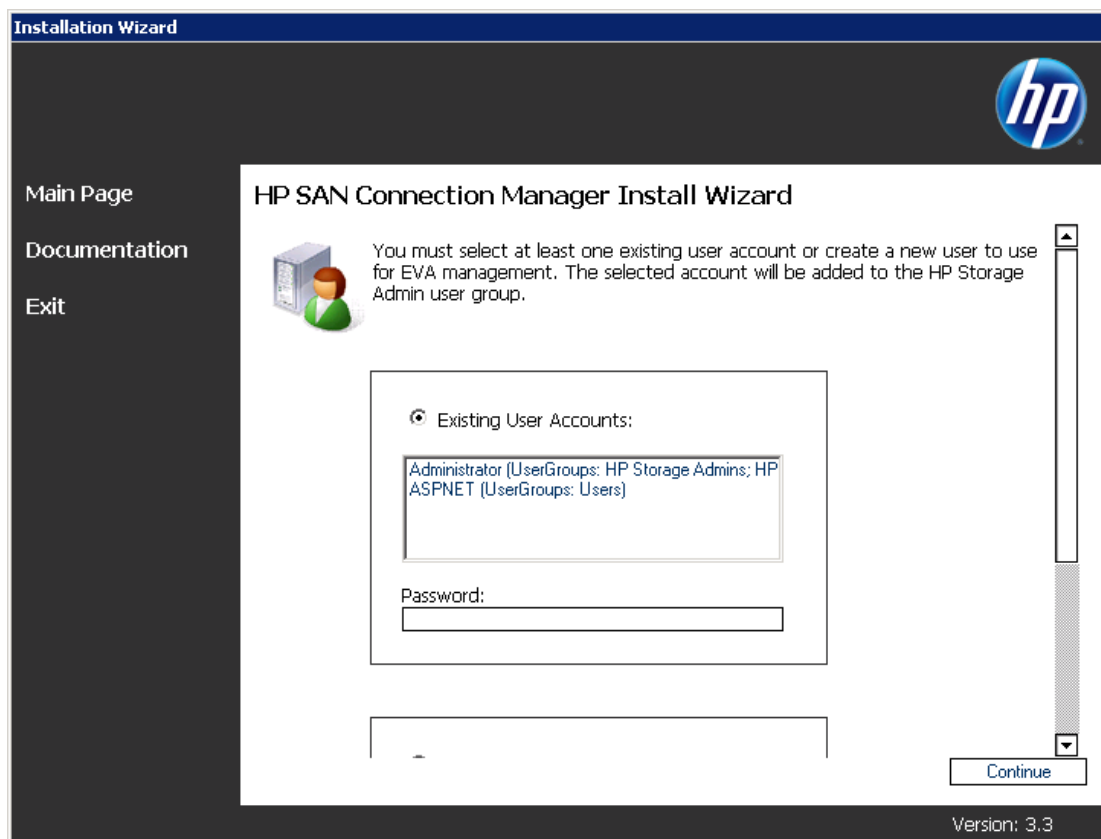 Installation Wizard
hp
Main Page
Documentation
Exit
HP SAN Connection Manager Install Wizard
You must select at least one existing user account or create a new user to use
for EVA management. The selected account will be added to the HP Storage
Admin user group.
Existing User Accounts:
Administrator (UserGroups: HP Storage Admins; HP
ASPNET (UserGroups: Users)
Password:
Continue
Version: 3.3